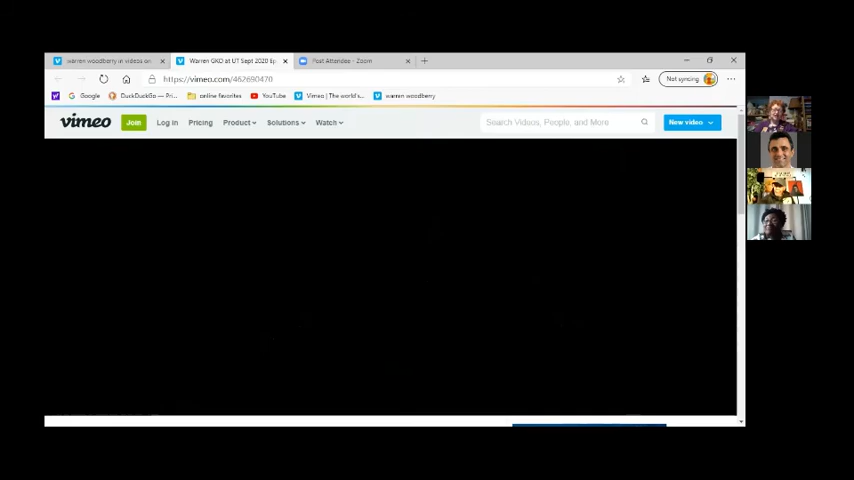 warren woodberry in videos on
Warren GKO at UT Sept 2020 Ep
Post Attendee - Zoom
https://vimeo.com/462690470
Not syncing
Google
DuckDuckGo — Pri...
online favorites
YouTube
Vimeo | The world's...
warren woodberry
vimeo
Join
Log in
Pricing
Product
Solutions
Watch
Search Videos, People, and More
New video